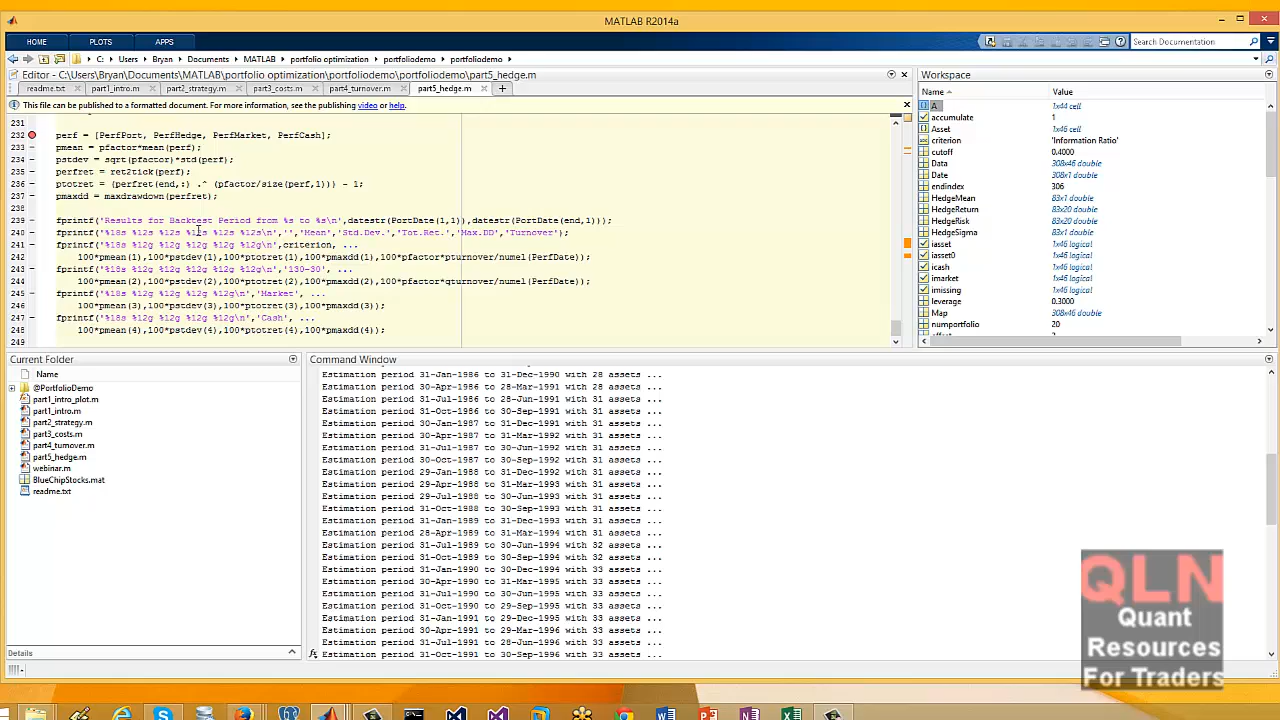 MATLAB R2014a
HOME PLOTS APPS Search Documentation
C: Users Bryan Documents MATLAB portfolio optimization portfoliodemo portfoliodemo
Editor - C:\Users\Bryan\Documents\MATLAB\portfolio optimization\portfoliodemo\portfoliodemo\part5_hedge.m
readme.txt part1_intro.m part2_strategy.m part3_costs.m part4_turnover.m part5_hedge.m
This file can be published to a formatted document. For more information, see the publishing video or help.
231
232 perf = [PerfPort, PerfHedge, PerfMarket, PerfCash];
233 pmean = pfactor*mean(perf);
234 pstdev = sqrt(pfactor)*std(perf);
235 perfret = ret2tick(perf);
236 ptotret = (perfret(end,:) .^ (pfactor/size(perf,1))) - 1;
237 pmaxdd = maxdrawdown(perfret);
238
239 fprintf('Results for Backtest Period from %s to %s\n',datestr(PortDate(1,1)),datestr(PortDate(end,1)));
240 fprintf('%18s %12s %12s %12s %12s %12s\n','','Mean','Std.Dev.','Tot.Ret.','Max.DD','Turnover');
241 fprintf('%18s %12g %12g %12g %12g %12g\n',criterion, ...
242 100*pmean(1),100*pstdev(1),100*ptotret(1),100*pmaxdd(1),100*pfactor*pturnover/numel(PerfDate));
243 fprintf('%18s %12g %12g %12g %12g %12g\n','130-30', ...
244 100*pmean(2),100*pstdev(2),100*ptotret(2),100*pmaxdd(2),100*pfactor*qturnover/numel(PerfDate));
245 fprintf('%18s %12g %12g %12g %12g\n','Market', ...
246 100*pmean(3),100*pstdev(3),100*ptotret(3),100*pmaxdd(3));
247 fprintf('%18s %12g %12g %12g %12g\n','Cash', ...
248 100*pmean(4),100*pstdev(4),100*ptotret(4),100*pmaxdd(4));
249
Workspace
Name Value
A 1x44 cell
accumulate 1
Asset 1x46 cell
criterion 'Information Ratio'
cutoff 0.4000
Data 308x46 double
Date 308x1 double
endindex 306
HedgeMean 83x1 double
HedgeReturn 83x20 double
HedgeRisk 83x20 double
HedgeSigma 83x1 double
iasset 1x46 logical
iasset0 1x46 logical
icash 1x46 logical
imarket 1x46 logical
imissing 1x46 logical
leverage 0.3000
Map 308x46 double
numportfolio 20
Current Folder
Name
@PortfolioDemo
part1_intro_plot.m
part1_intro.m
part2_strategy.m
part3_costs.m
part4_turnover.m
part5_hedge.m
webinar.m
BlueChipStocks.mat
readme.txt
Details
Command Window
Estimation period 31-Jan-1986 to 31-Dec-1990 with 28 assets ...
Estimation period 30-Apr-1986 to 28-Mar-1991 with 28 assets ...
Estimation period 31-Jul-1986 to 28-Jun-1991 with 31 assets ...
Estimation period 31-Oct-1986 to 30-Sep-1991 with 31 assets ...
Estimation period 30-Jan-1987 to 31-Dec-1991 with 31 assets ...
Estimation period 30-Apr-1987 to 31-Mar-1992 with 31 assets ...
Estimation period 31-Jul-1987 to 30-Jun-1992 with 31 assets ...
Estimation period 30-Oct-1987 to 30-Sep-1992 with 31 assets ...
Estimation period 29-Jan-1988 to 31-Dec-1992 with 31 assets ...
Estimation period 29-Apr-1988 to 31-Mar-1993 with 31 assets ...
Estimation period 29-Jul-1988 to 30-Jun-1993 with 31 assets ...
Estimation period 31-Oct-1988 to 30-Sep-1993 with 31 assets ...
Estimation period 31-Jan-1989 to 31-Dec-1993 with 31 assets ...
Estimation period 28-Apr-1989 to 31-Mar-1994 with 31 assets ...
Estimation period 31-Jul-1989 to 30-Jun-1994 with 32 assets ...
Estimation period 31-Oct-1989 to 30-Sep-1994 with 32 assets ...
Estimation period 31-Jan-1990 to 30-Dec-1994 with 33 assets ...
Estimation period 30-Apr-1990 to 31-Mar-1995 with 33 assets ...
Estimation period 31-Jul-1990 to 30-Jun-1995 with 33 assets ...
Estimation period 31-Oct-1990 to 29-Sep-1995 with 33 assets ...
Estimation period 31-Jan-1991 to 29-Dec-1995 with 33 assets ...
Estimation period 30-Apr-1991 to 29-Mar-1996 with 33 assets ...
Estimation period 31-Jul-1991 to 28-Jun-1996 with 33 assets ...
Estimation period 31-Oct-1991 to 30-Sep-1996 with 33 assets ...
fx
QLN
Quant
Resources
For Traders